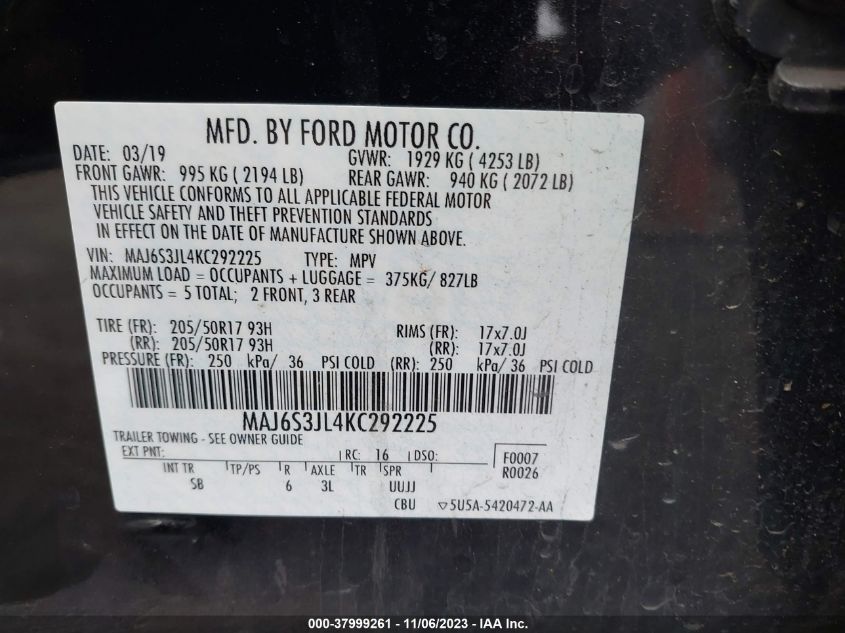 MFD. BY FORD MOTOR CO.
DATE: 03/19 GVWR: 1929 KG ( 4253 LB)
FRONT GAWR: 995 KG ( 2194 LB) REAR GAWR: 940 KG ( 2072 LB)
THIS VEHICLE CONFORMS TO ALL APPLICABLE FEDERAL MOTOR
VEHICLE SAFETY AND THEFT PREVENTION STANDARDS
IN EFFECT ON THE DATE OF MANUFACTURE SHOWN ABOVE.
VIN: MAJ6S3JL4KC292225 TYPE: MPV
MAXIMUM LOAD = OCCUPANTS + LUGGAGE = 375KG/ 827LB
OCCUPANTS = 5 TOTAL; 2 FRONT, 3 REAR
TIRE (FR): 205/50R17 93H RIMS (FR): 17x7.0J
(RR): 205/50R17 93H (RR): 17x7.0J
PRESSURE (FR): 250 kPa/ 36 PSI COLD (RR): 250 kPa/ 36 PSI COLD
MAJ6S3JL4KC292225
TRAILER TOWING - SEE OWNER GUIDE
EXT PNT: RC: 16 DSO: F0007
R0026
INT TR TP/PS R AXLE TR SPR
SB 6 3L UUJJ
CBU ▽5U5A-5420472-AA
000-37999261 - 11/06/2023 - © IAA Inc.